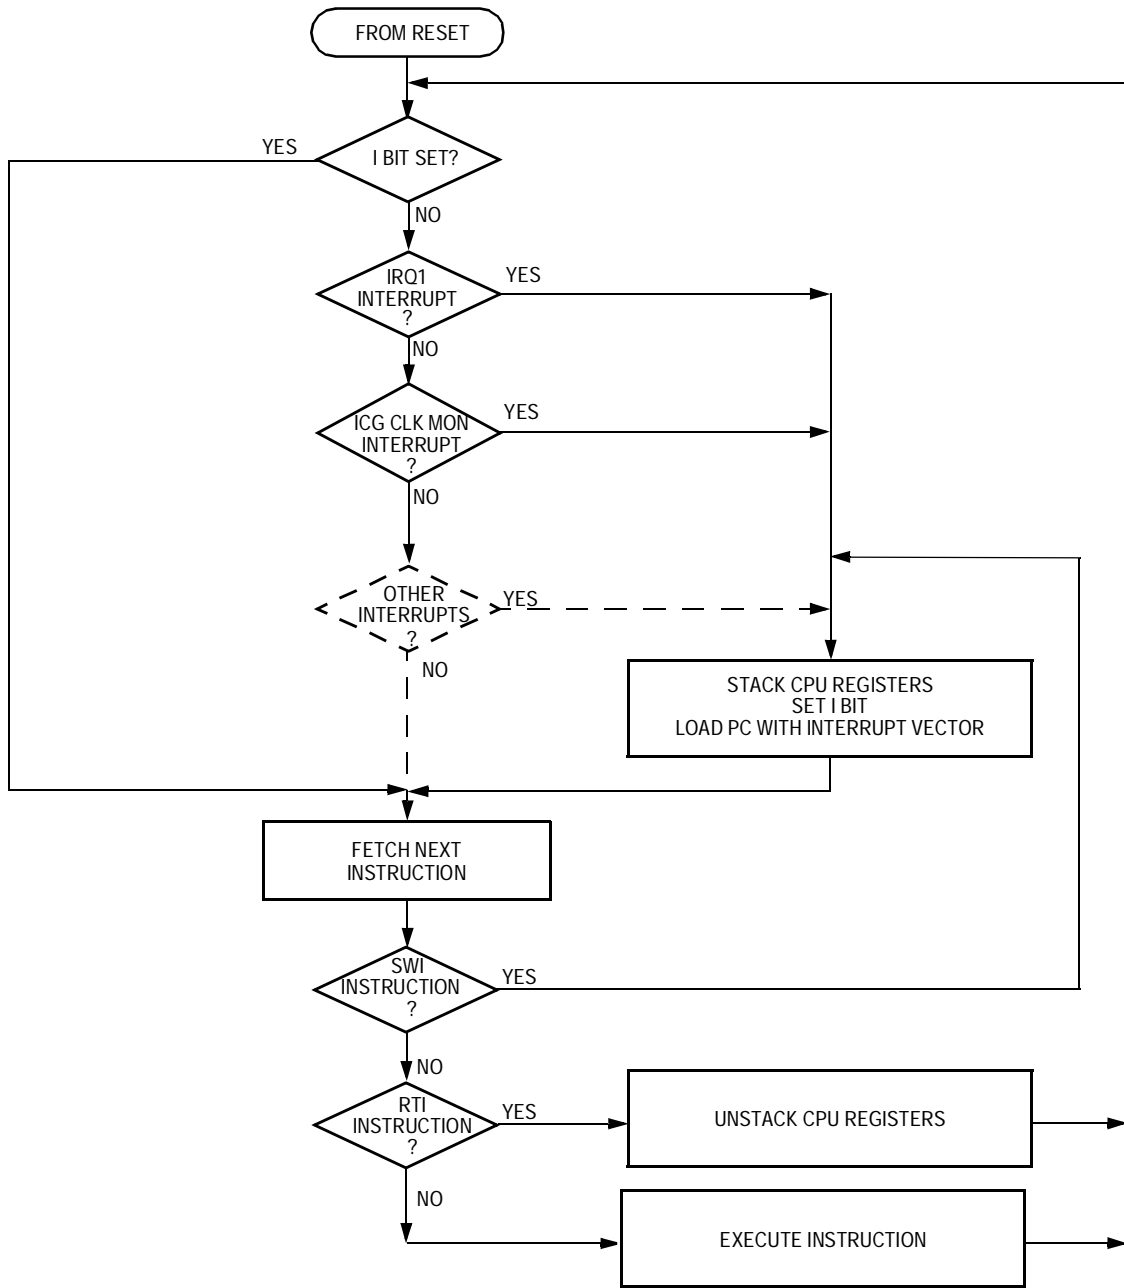 FROM RESET
YES
I BIT SET?
NO
IRQ1
INTERRUPT
?
YES
NO
ICG CLK MON
INTERRUPT
?
YES
NO
OTHER
INTERRUPTS
?
YES
NO
STACK CPU REGISTERS
SET I BIT
LOAD PC WITH INTERRUPT VECTOR
FETCH NEXT
INSTRUCTION
SWI
INSTRUCTION
?
YES
NO
RTI
INSTRUCTION
?
YES
UNSTACK CPU REGISTERS
NO
EXECUTE INSTRUCTION